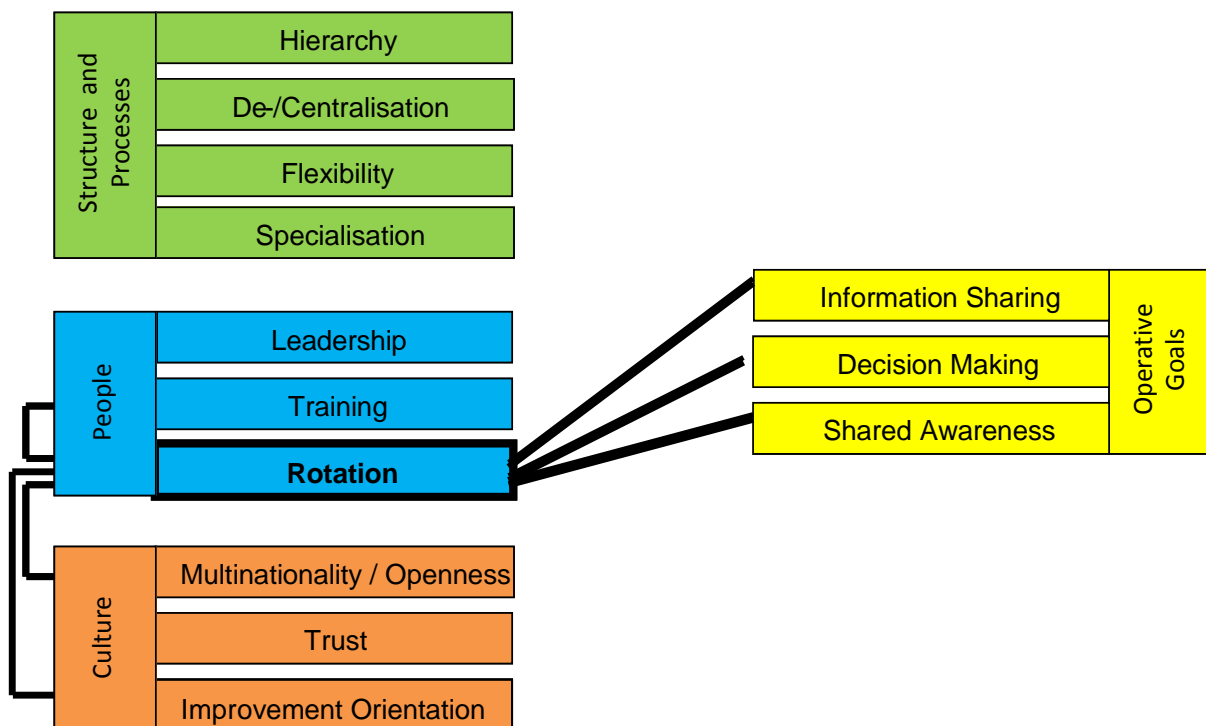 Structure and
Processes
Hierarchy
De-/Centralisation
Flexibility
Specialisation
People
Leadership
Training
Rotation
Culture
Multinationality / Openness
Trust
Improvement Orientation
Information Sharing
Decision Making
Shared Awareness
Operative
Goals